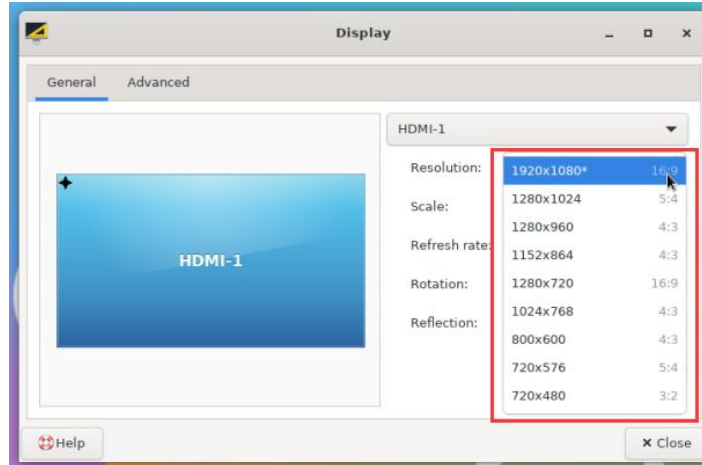 Display
General Advanced
HDMI-1
HDMI-1
Resolution:
Scale:
Refresh rate:
Rotation:
Reflection:
1920x1080* 16:9
1280x1024 5:4
1280x960 4:3
1152x864 4:3
1280x720 16:9
1024x768 4:3
800x600 4:3
720x576 5:4
720x480 3:2
Help
Close